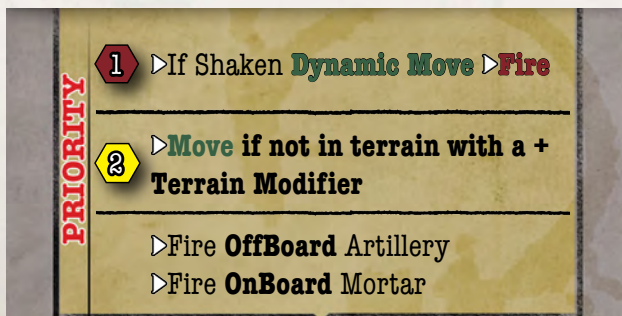 PRIORITY
1 ▷If Shaken Dynamic Move ▷Fire
2 ▷Move if not in terrain with a +
Terrain Modifier
▷Fire OffBoard Artillery
▷Fire OnBoard Mortar